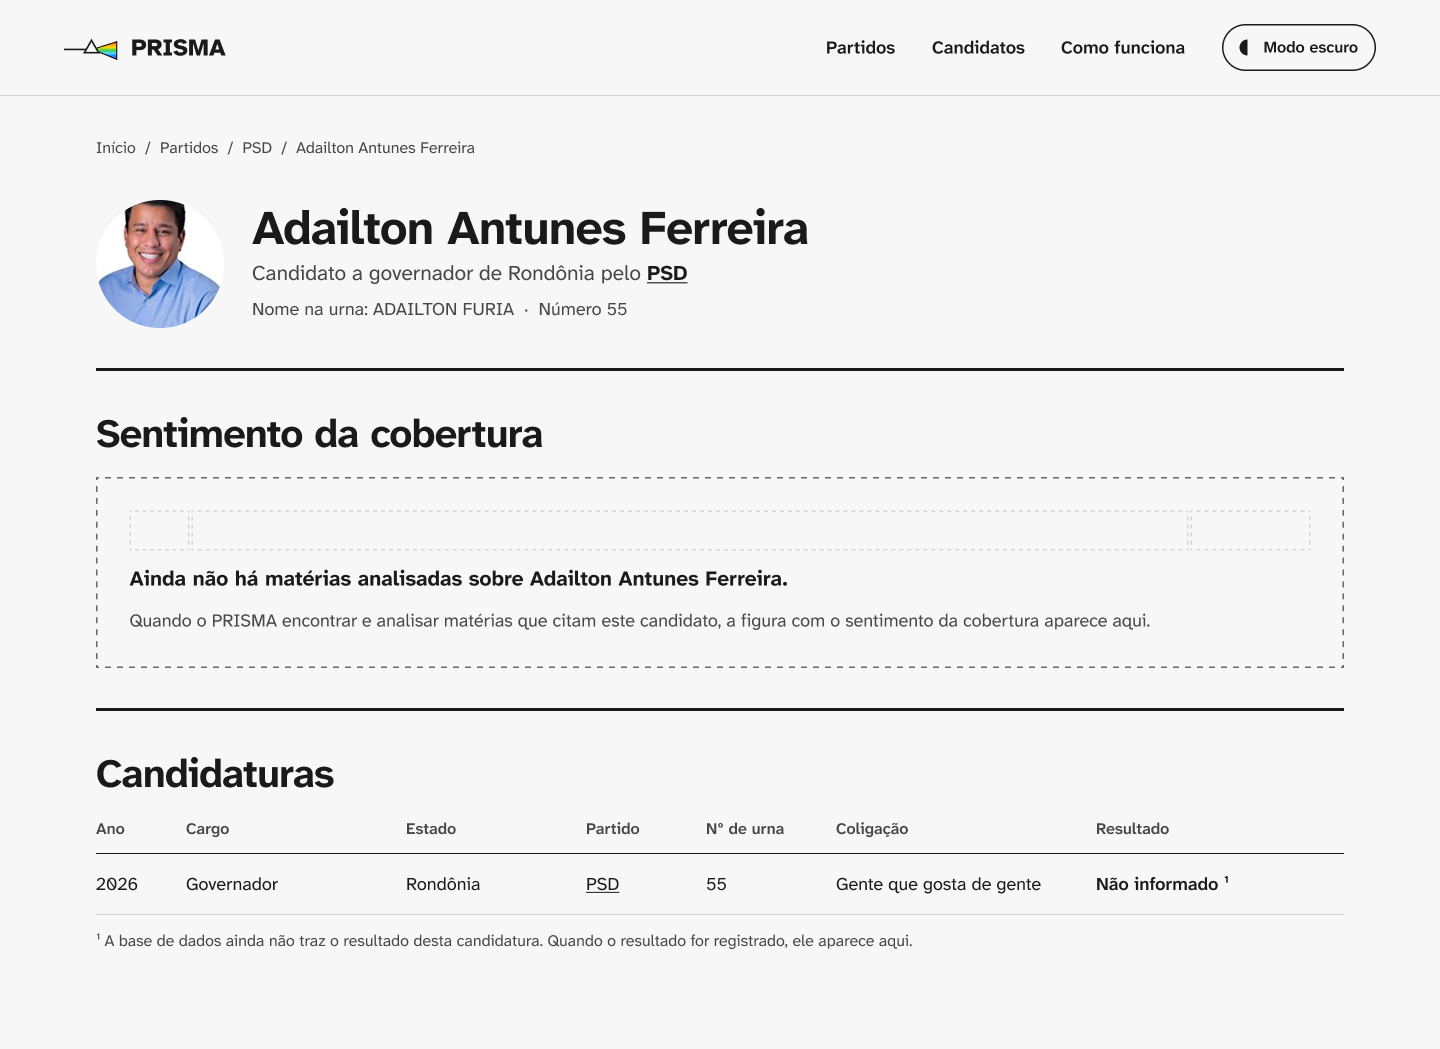 PRISMA
Partidos
Candidatos
Como funciona
Modo escuro
Início / Partidos / PSD / Adailton Antunes Ferreira
Adailton Antunes Ferreira
Candidato a governador de Rondônia pelo PSD
Nome na urna: ADAILTON FURIA · Número 55
Sentimento da cobertura
Ainda não há matérias analisadas sobre Adailton Antunes Ferreira.
Quando o PRISMA encontrar e analisar matérias que citam este candidato, a figura com o sentimento da cobertura aparece aqui.
Candidaturas
Ano Cargo Estado Partido Nº de urna Coligação Resultado
2026 Governador Rondônia PSD 55 Gente que gosta de gente Não informado ¹
¹ A base de dados ainda não traz o resultado desta candidatura. Quando o resultado for registrado, ele aparece aqui.